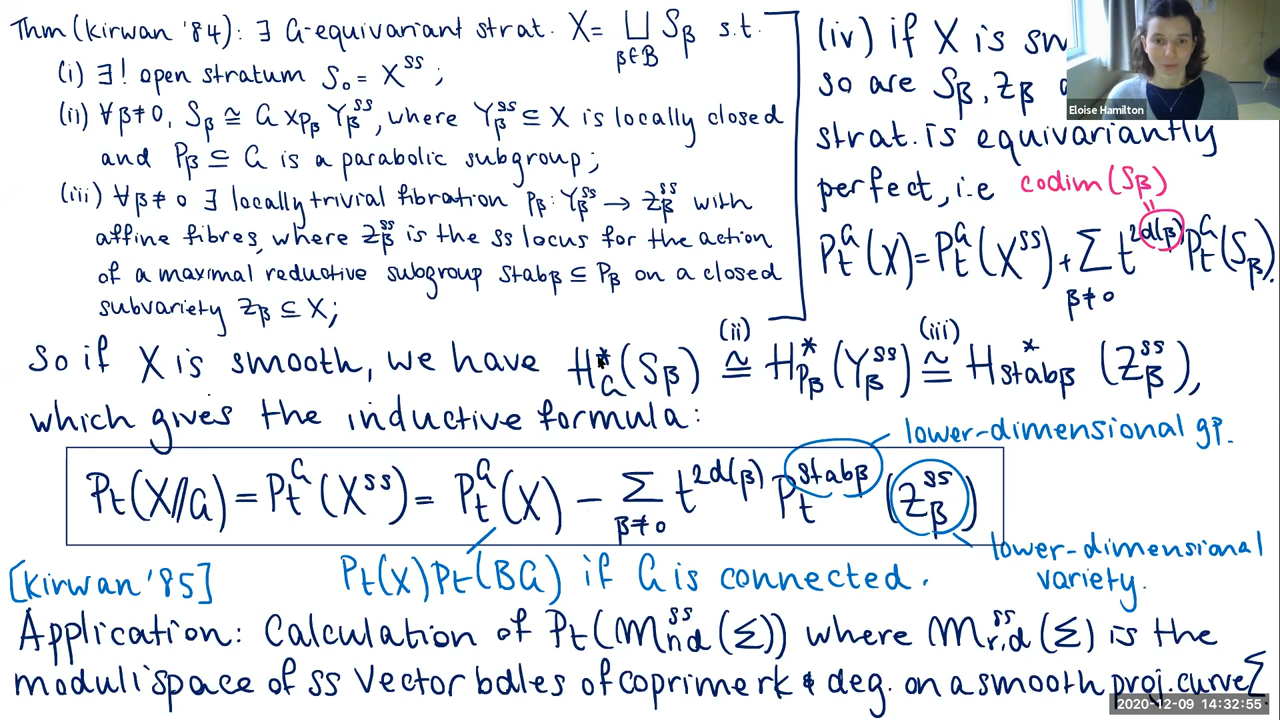 Thm (Kirwan '84): ∃ G-equivariant strat. X = ⊔_{β∈B} S_β s.t.
(i) ∃! open stratum S_0 = X^{ss} ;
(ii) ∀β≠0, S_β ≅ G ×_{P_β} Y_β^{ss}, where Y_β^{ss} ⊆ X is locally closed
and P_β ⊆ G is a parabolic subgroup;
(iii) ∀β≠0 ∃ locally trivial fibration p_β: Y_β^{ss} → Z_β^{ss} with
affine fibres, where Z_β^{ss} is the ss locus for the action
of a maximal reductive subgroup Stab_β ⊆ P_β on a closed
subvariety Z_β ⊆ X;
(iv) if X is
so are S_β, Z_β
strat. is equivariantly
perfect, i.e codim(S_β)
=
P_t^G(X) = P_t^G(X^{ss}) + Σ_{β≠0} t^{2d(β)} P_t^G(S_β).
Eloise Hamilton
So if X is smooth, we have H_G^*(S_β) ≅^{(ii)} H_{P_β}^*(Y_β^{ss}) ≅^{(iii)} H_{Stab_β}^*(Z_β^{ss}),
which gives the inductive formula:
lower-dimensional gp.
P_t(X//G) = P_t^G(X^{ss}) = P_t^G(X) − Σ_{β≠0} t^{2d(β)} P_t^{Stab_β}(Z_β^{ss})
lower-dimensional
variety.
[Kirwan '85]
P_t(X)P_t(BG) if G is connected.
Application: Calculation of P_t(M_{r,d}^{ss}(Σ)) where M_{r,d}^{ss}(Σ) is the
moduli space of ss vector bdles of coprime rk & deg. on a smooth proj. curve Σ
2020-12-09 14:32:55